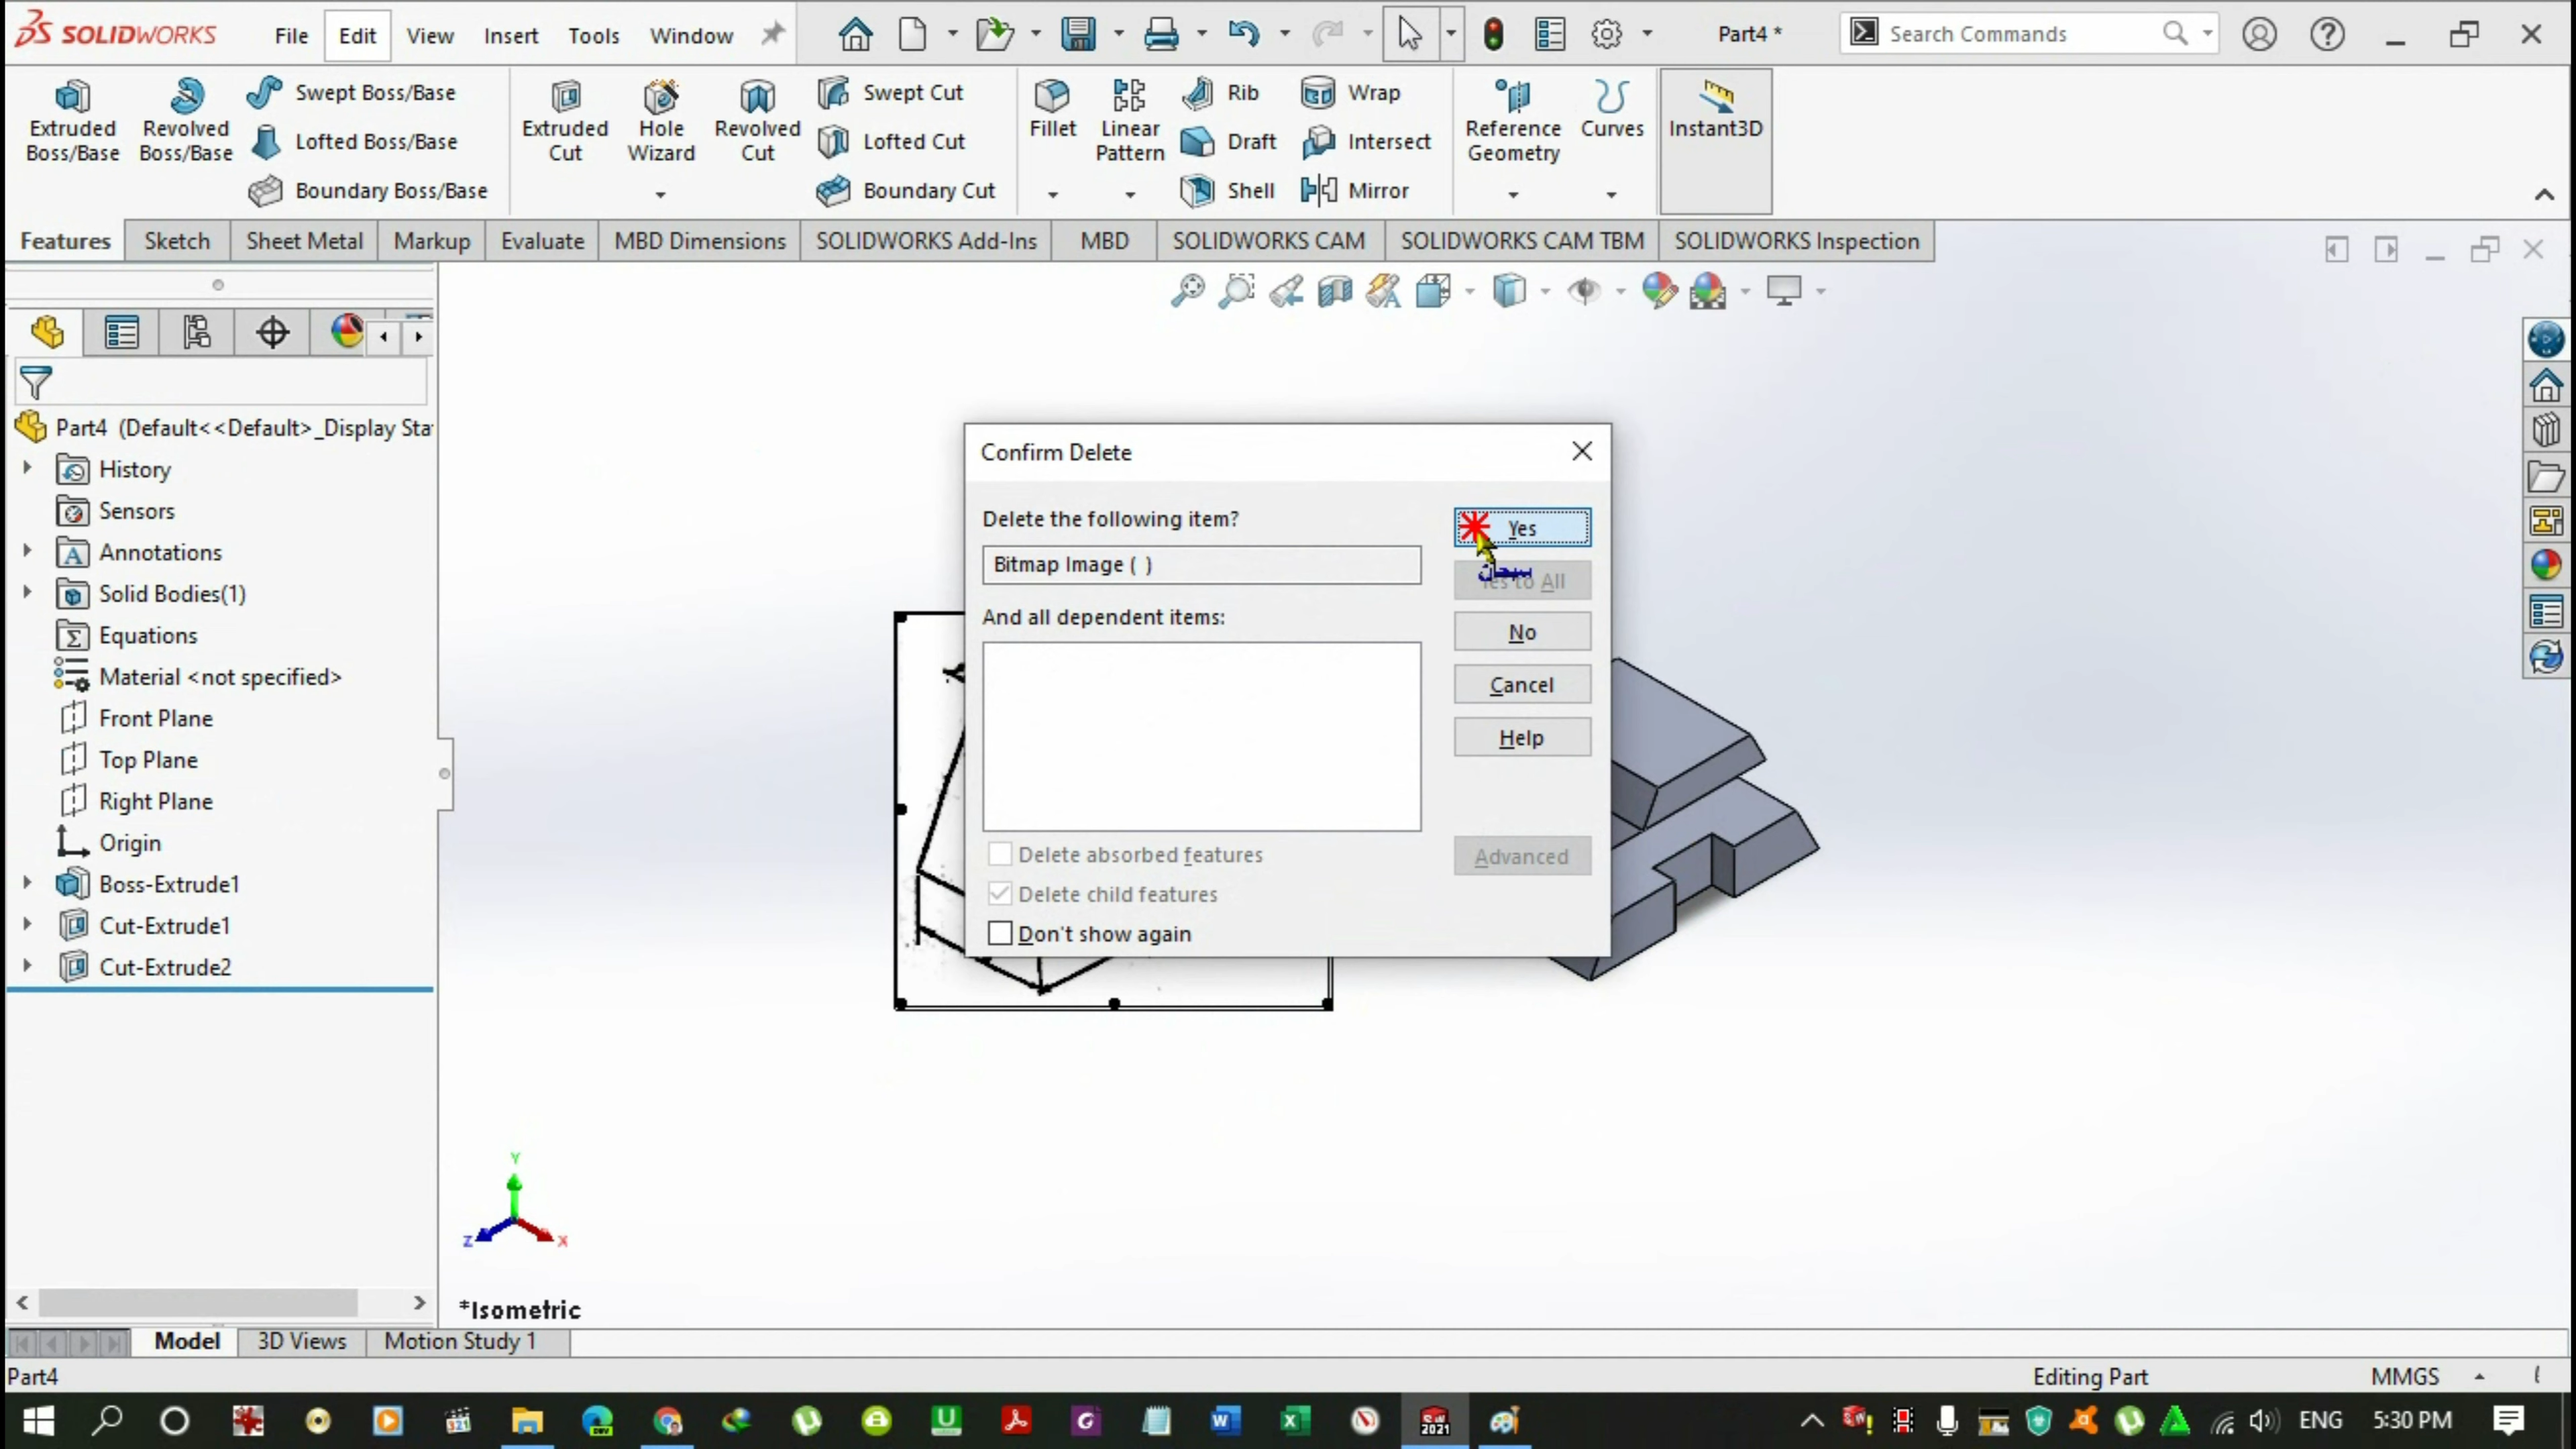 SOLIDWORKS File Edit View Insert Tools Window Part4 * Search Commands
Extruded Boss/Base
Revolved Boss/Base
Swept Boss/Base
Lofted Boss/Base
Boundary Boss/Base
Extruded Cut
Hole Wizard
Revolved Cut
Swept Cut
Lofted Cut
Boundary Cut
Fillet
Linear Pattern
Rib
Draft
Shell
Wrap
Intersect
Mirror
Reference Geometry
Curves
Instant3D
Features Sketch Sheet Metal Markup Evaluate MBD Dimensions SOLIDWORKS Add-Ins MBD SOLIDWORKS CAM SOLIDWORKS CAM TBM SOLIDWORKS Inspection
Part4 (Default<<Default>_Display Sta
History
Sensors
A Annotations
Solid Bodies(1)
Σ Equations
Material <not specified>
Front Plane
Top Plane
Right Plane
Origin
Boss-Extrude1
Cut-Extrude1
Cut-Extrude2
Confirm Delete
Delete the following item?
Bitmap Image ( )
And all dependent items:
Delete absorbed features
Delete child features
Don't show again
Yes
to All
No
Cancel
Help
Advanced
Y
Z X
*Isometric
Model 3D Views Motion Study 1
Part4 Editing Part MMGS
ENG 5:30 PM